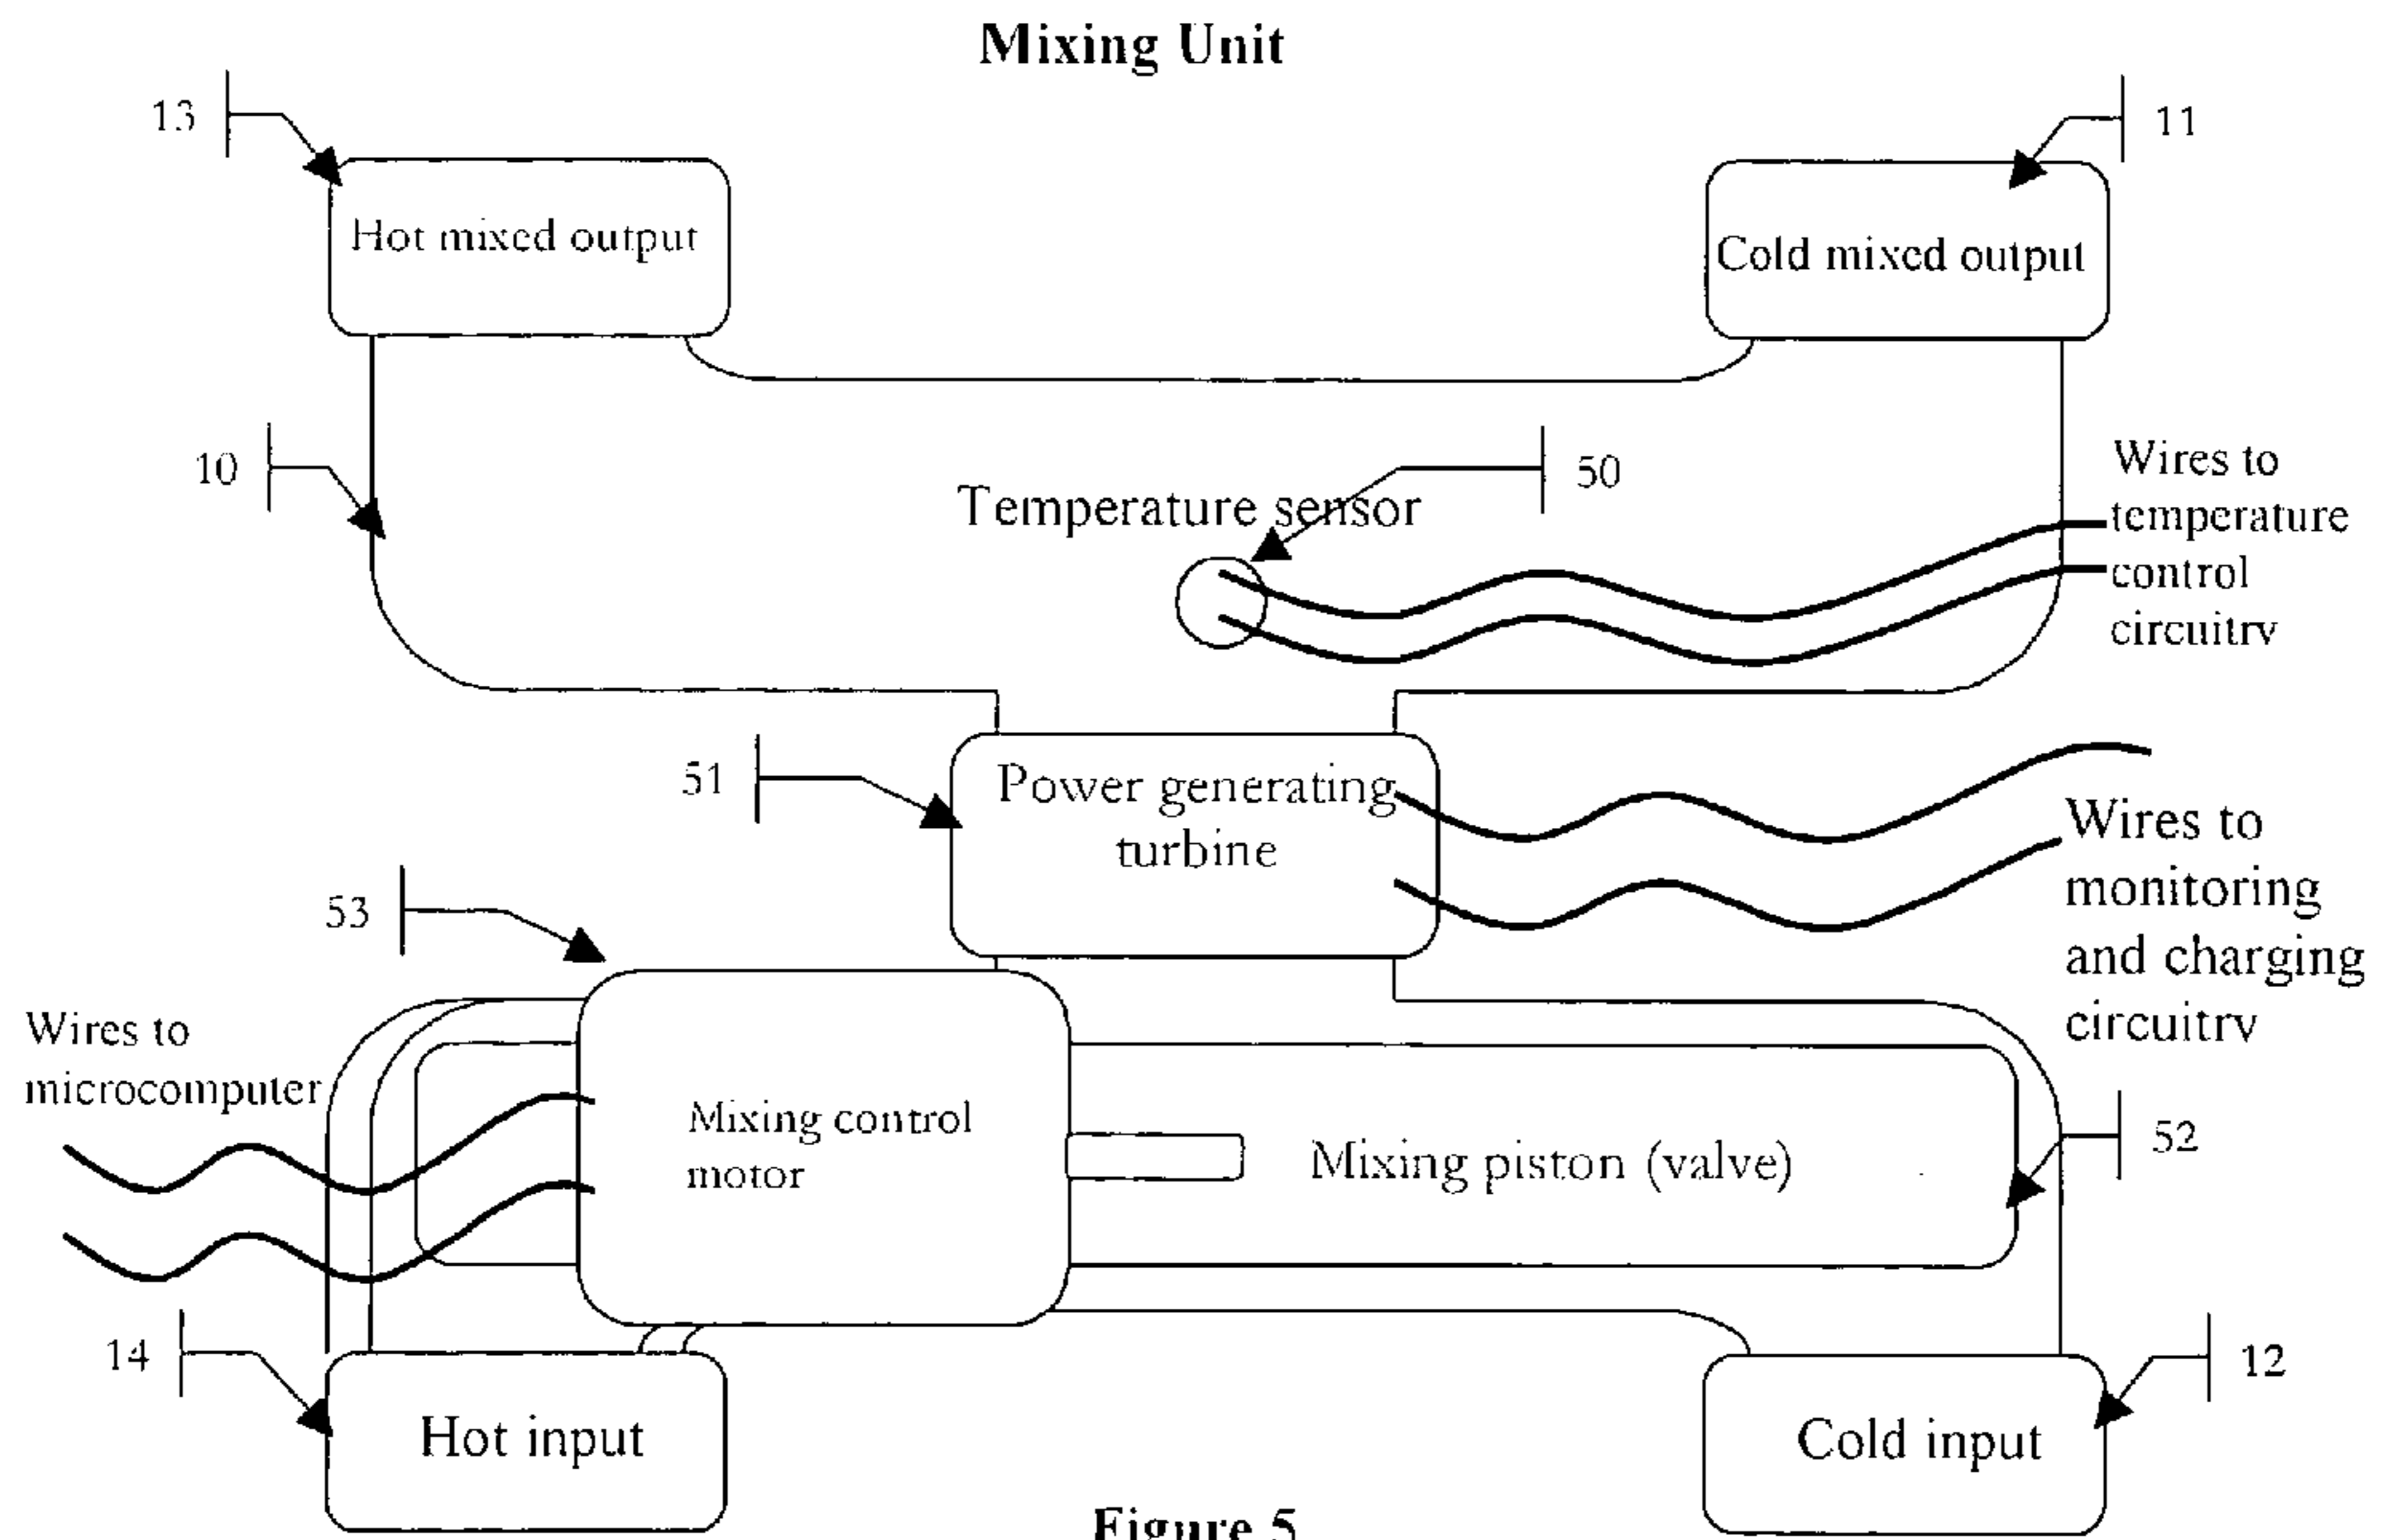 Mixing Unit
13
11
Hot mixed output
Cold mixed output
10
50
Temperature sensor
Wires to
temperature
control
circuitry
51
Power generating
turbine
Wires to
monitoring
and charging
circuitry
53
Wires to
microcomputer
Mixing control
motor
Mixing piston (valve)
52
14
12
Hot input
Cold input
Figure 5